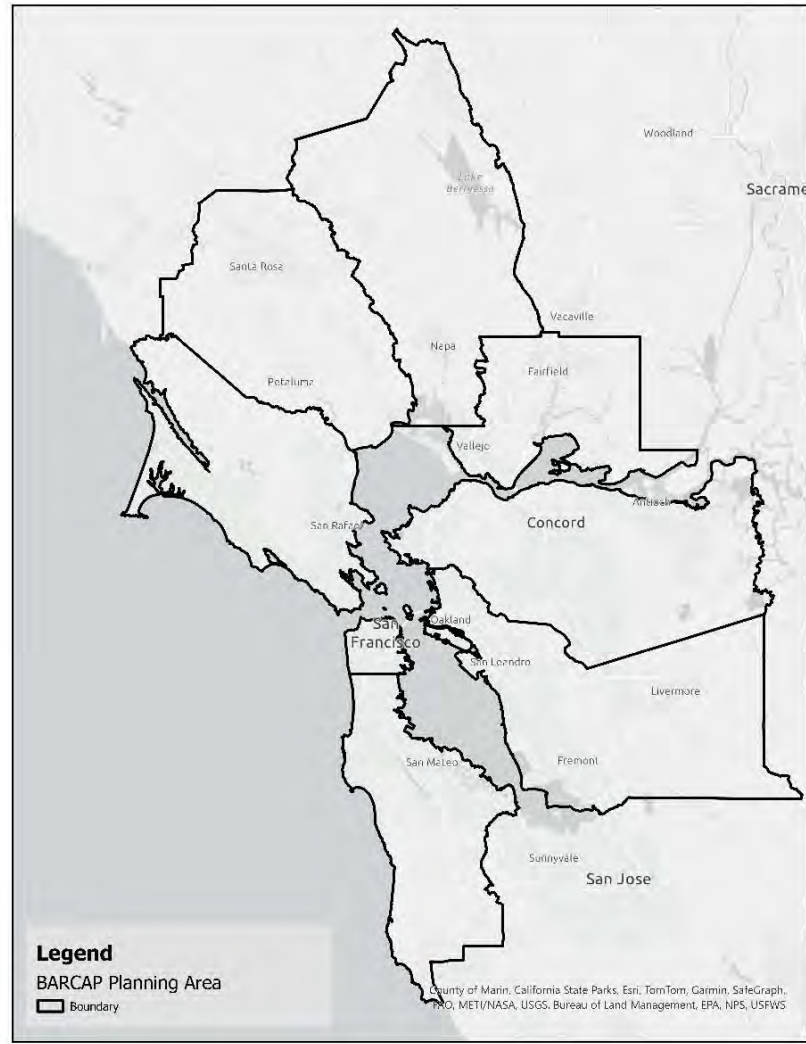 Woodland
Lake
Berryessa
Sacrame
Santa Rosa
Vacaville
Napa
Fairfield
Petaluma
Vallejo
Antioch
San Rafael
Concord
San
Francisco
Oakland
San Leandro
Livermore
San Mateo
Fremont
Sunnyvale
San Jose
Legend
BARCAP Planning Area
Boundary
County of Marin, California State Parks, Esri, TomTom, Garmin, SafeGraph,
FAO, METI/NASA, USGS, Bureau of Land Management, EPA, NPS, USFWS